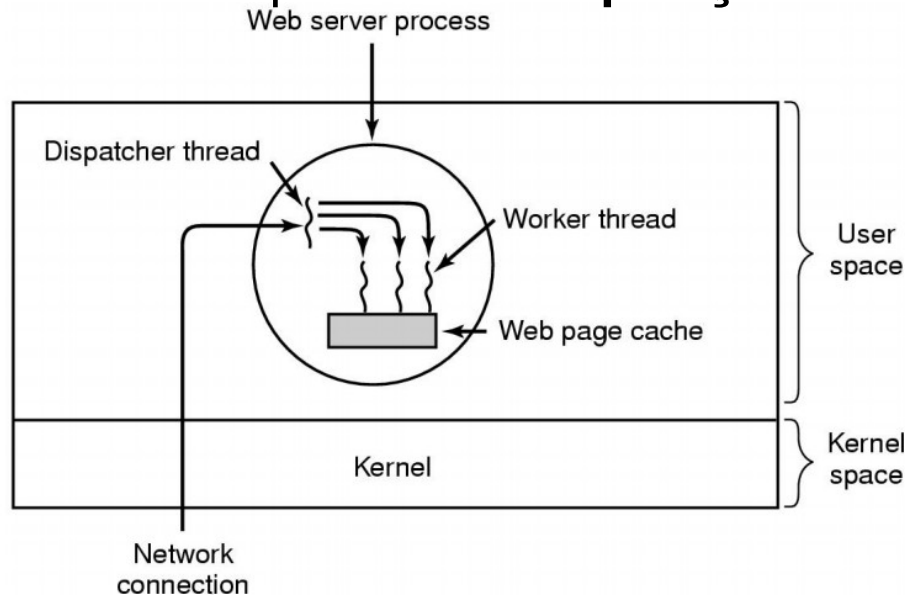 Web server process
Dispatcher thread
Worker thread
User
space
Web page cache
Kernel
Kernel
space
Network
connection